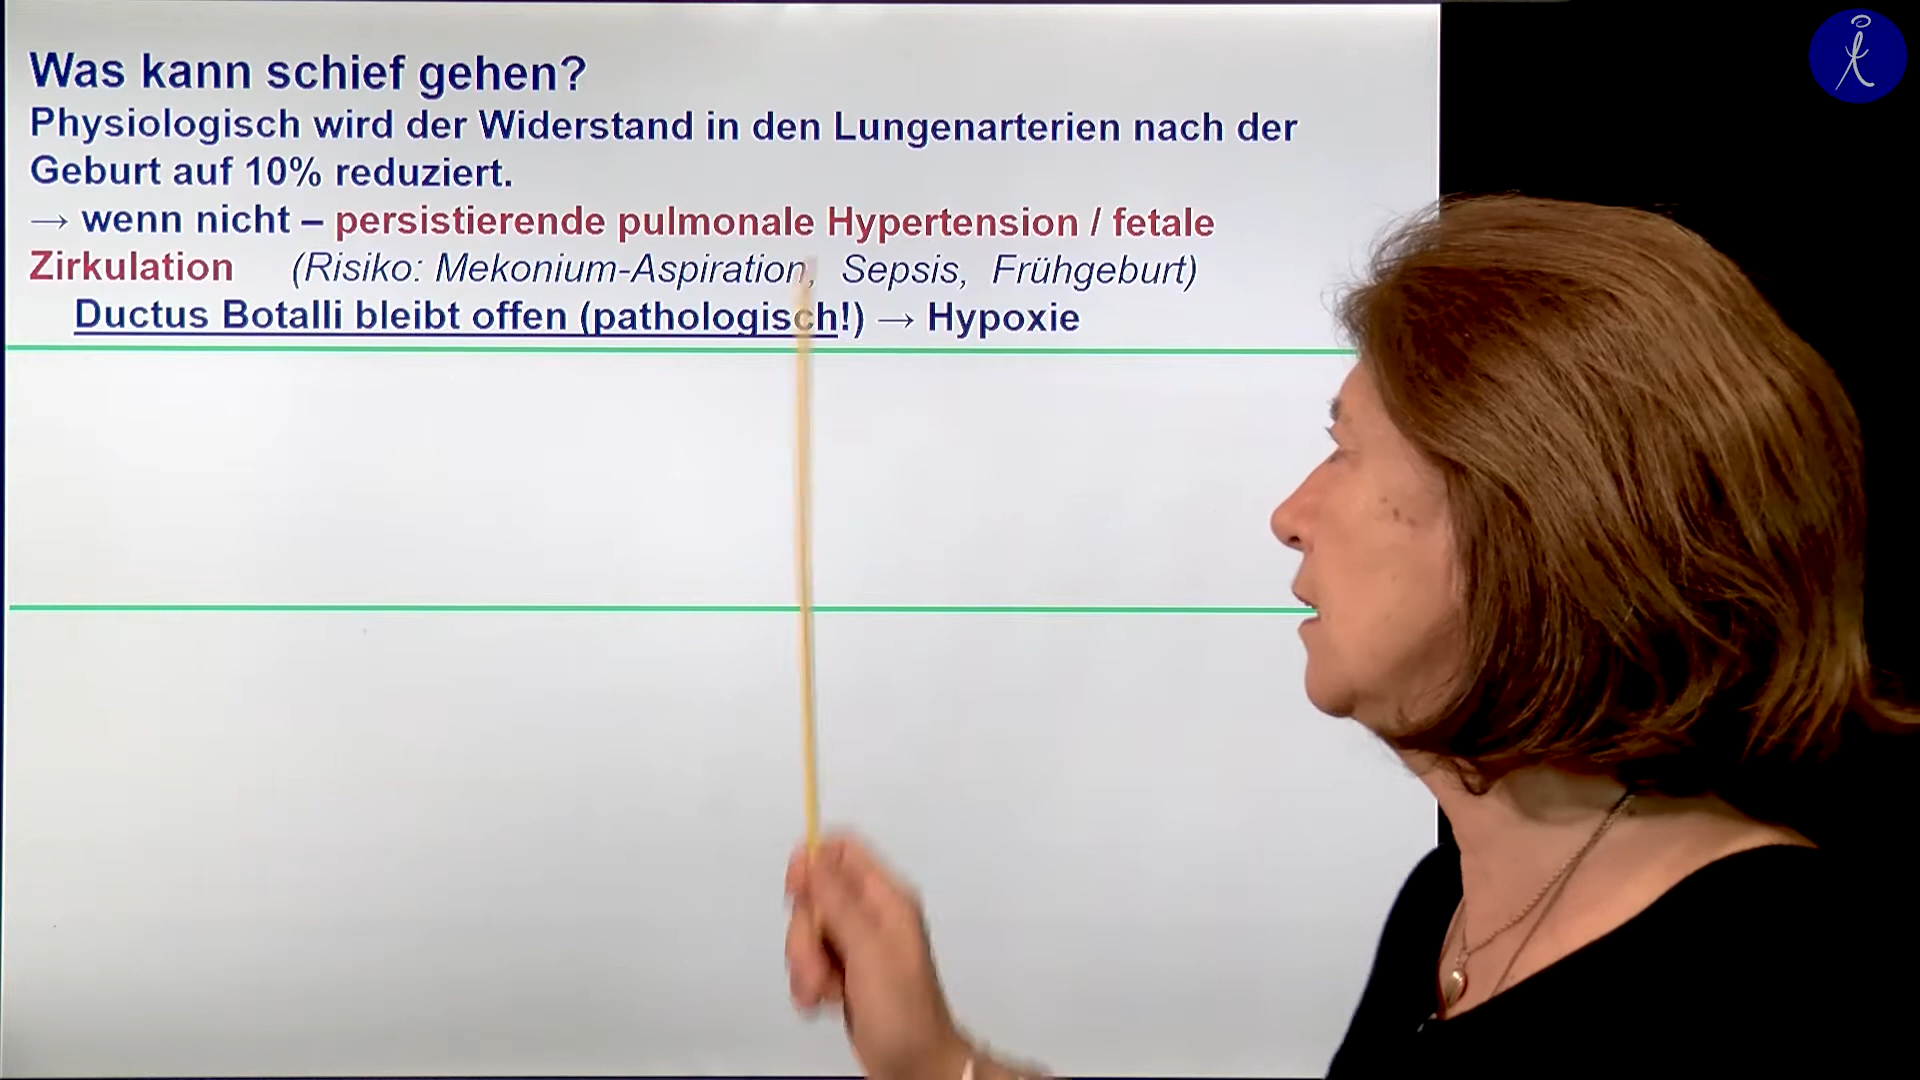 Was kann schief gehen?
Physiologisch wird der Widerstand in den Lungenarterien nach der
Geburt auf 10% reduziert.
→ wenn nicht – persistierende pulmonale Hypertension / fetale
Zirkulation (Risiko: Mekonium-Aspiration, Sepsis, Frühgeburt)
Ductus Botalli bleibt offen (pathologisch!) → Hypoxie